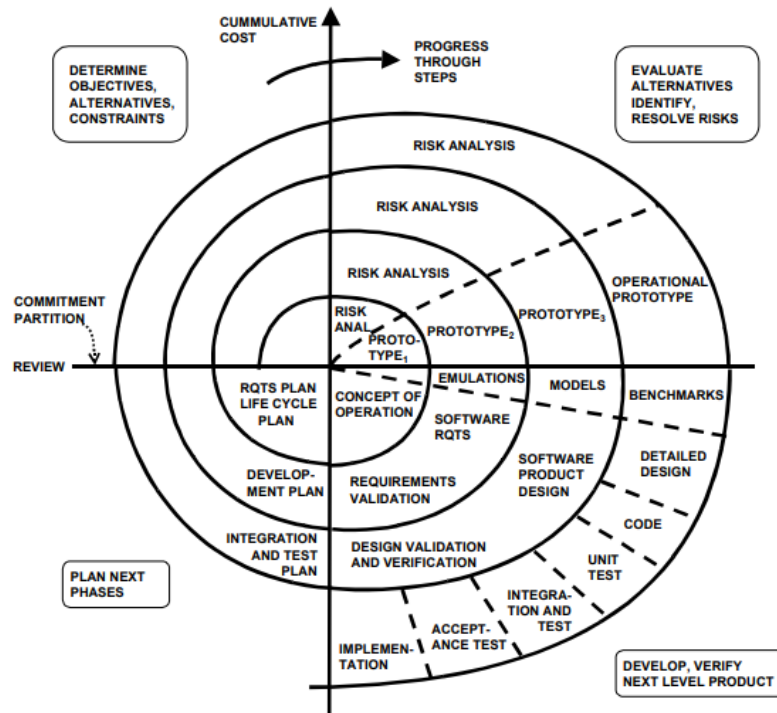 CUMMULATIVE
COST
PROGRESS
THROUGH
STEPS
DETERMINE
OBJECTIVES,
ALTERNATIVES,
CONSTRAINTS
EVALUATE
ALTERNATIVES
IDENTIFY,
RESOLVE RISKS
RISK ANALYSIS
RISK ANALYSIS
RISK ANALYSIS
RISK
ANAL.
PROTO-
TYPE1
PROTOTYPE2
PROTOTYPE3
OPERATIONAL
PROTOTYPE
COMMITMENT
PARTITION
REVIEW
RQTS PLAN
LIFE CYCLE
PLAN
CONCEPT OF
OPERATION
EMULATIONS
MODELS
BENCHMARKS
SOFTWARE
RQTS
SOFTWARE
PRODUCT
DESIGN
DETAILED
DESIGN
DEVELOP-
MENT PLAN
REQUIREMENTS
VALIDATION
CODE
INTEGRATION
AND TEST
PLAN
DESIGN VALIDATION
AND VERIFICATION
UNIT
TEST
PLAN NEXT
PHASES
INTEGRA-
TION AND
TEST
ACCEPT-
ANCE TEST
IMPLEMEN-
TATION
DEVELOP, VERIFY
NEXT LEVEL PRODUCT